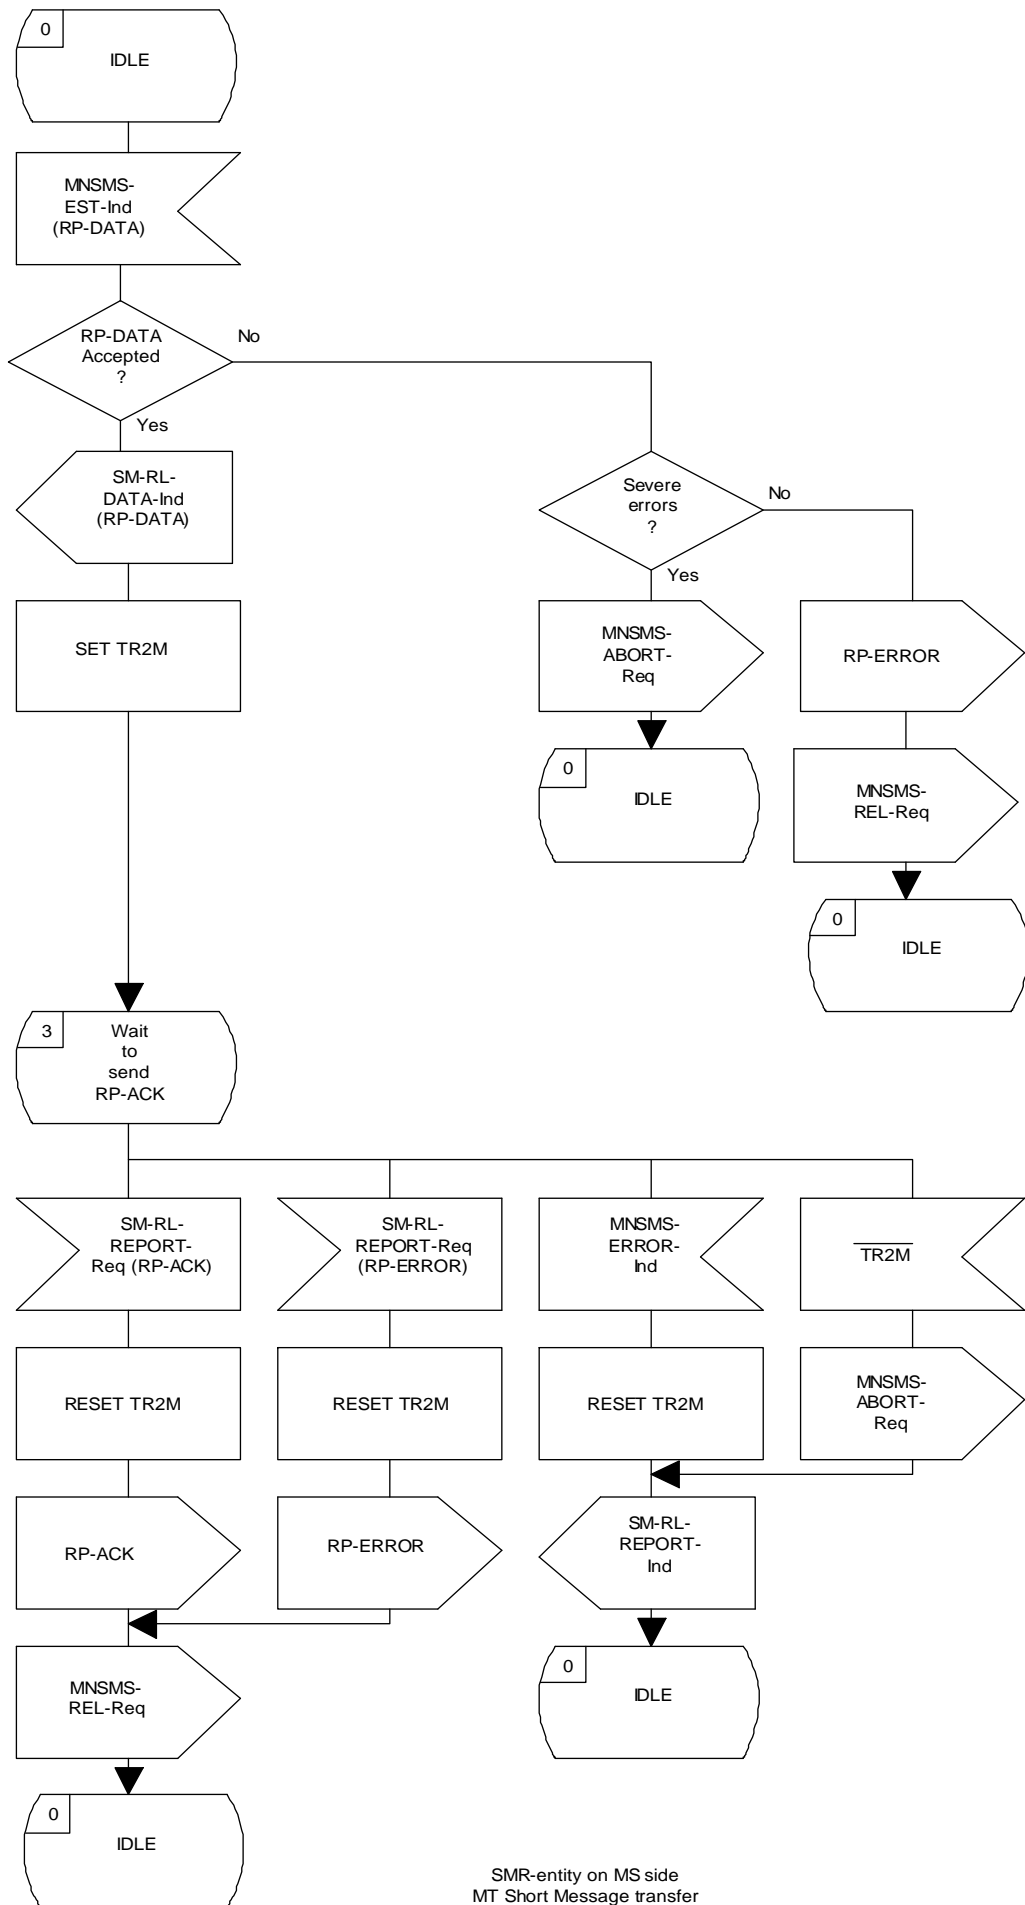 0
IDLE
MNSMS-
EST-Ind
(RP-DATA)
RP-DATA
Accepted
?
No
Yes
SM-RL-
DATA-Ind
(RP-DATA)
Severe
errors
?
No
Yes
SET TR2M
MNSMS-
ABORT-
Req
RP-ERROR
0
IDLE
MNSMS-
REL-Req
0
IDLE
3
Wait
to
send
RP-ACK
SM-RL-
REPORT-
Req (RP-ACK)
SM-RL-
REPORT-Req
(RP-ERROR)
MNSMS-
ERROR-
Ind
TR2M
RESET TR2M
RESET TR2M
RESET TR2M
MNSMS-
ABORT-
Req
RP-ACK
RP-ERROR
SM-RL-
REPORT-
Ind
MNSMS-
REL-Req
0
IDLE
0
IDLE
SMR-entity on MS side
MT Short Message transfer